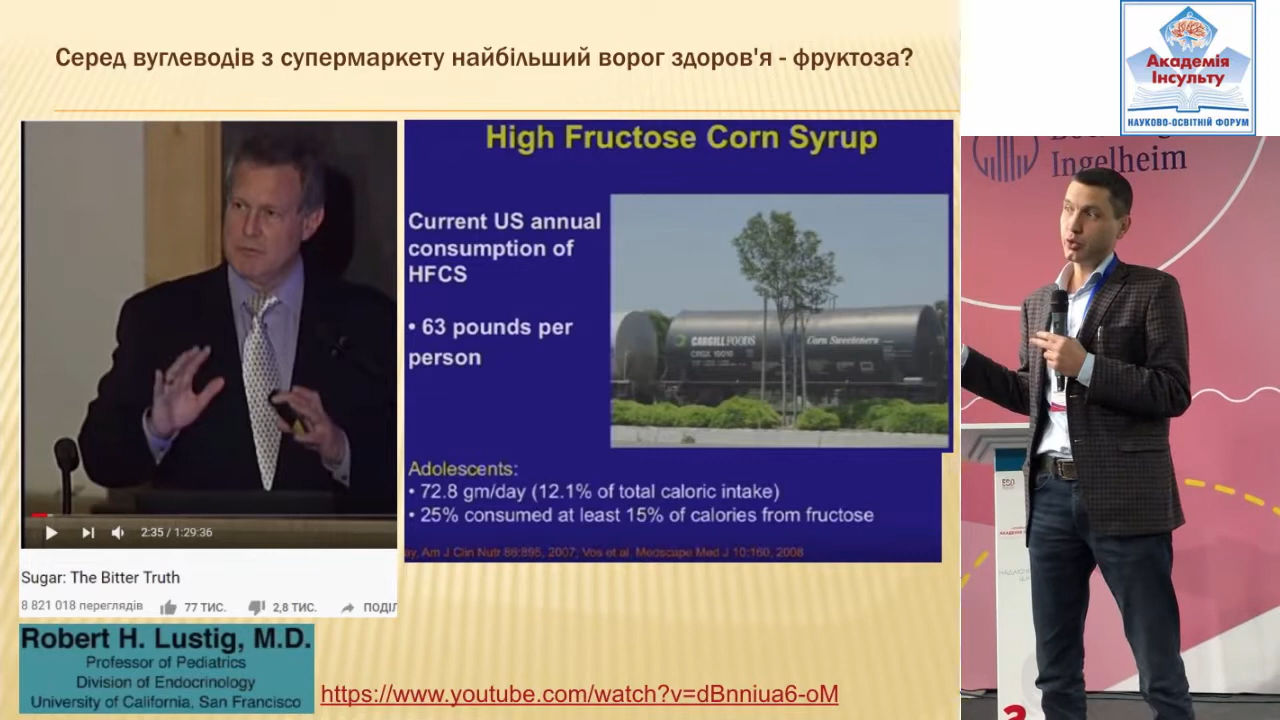 Серед вуглеводів з супермаркету найбільший ворог здоров'я - фруктоза?
High Fructose Corn Syrup
Current US annual
consumption of
HFCS
• 63 pounds per
person
CARGILL FOODS
Corn Sweeteners
Adolescents:
• 72.8 gm/day (12.1% of total caloric intake)
• 25% consumed at least 15% of calories from fructose
Am J Clin Nutr 86:895, 2007; Vos et al. Medscape Med J 10:160, 2008
2:35 / 1:29:36
Sugar: The Bitter Truth
8 821 018 переглядів
77 ТИС.
2,8 ТИС.
Robert H. Lustig, M.D.
Professor of Pediatrics
Division of Endocrinology
University of California, San Francisco
https://www.youtube.com/watch?v=dBnniua6-oM
Академія
Інсульту
НАУКОВО-ОСВІТНІЙ ФОРУМ
Ingelheim